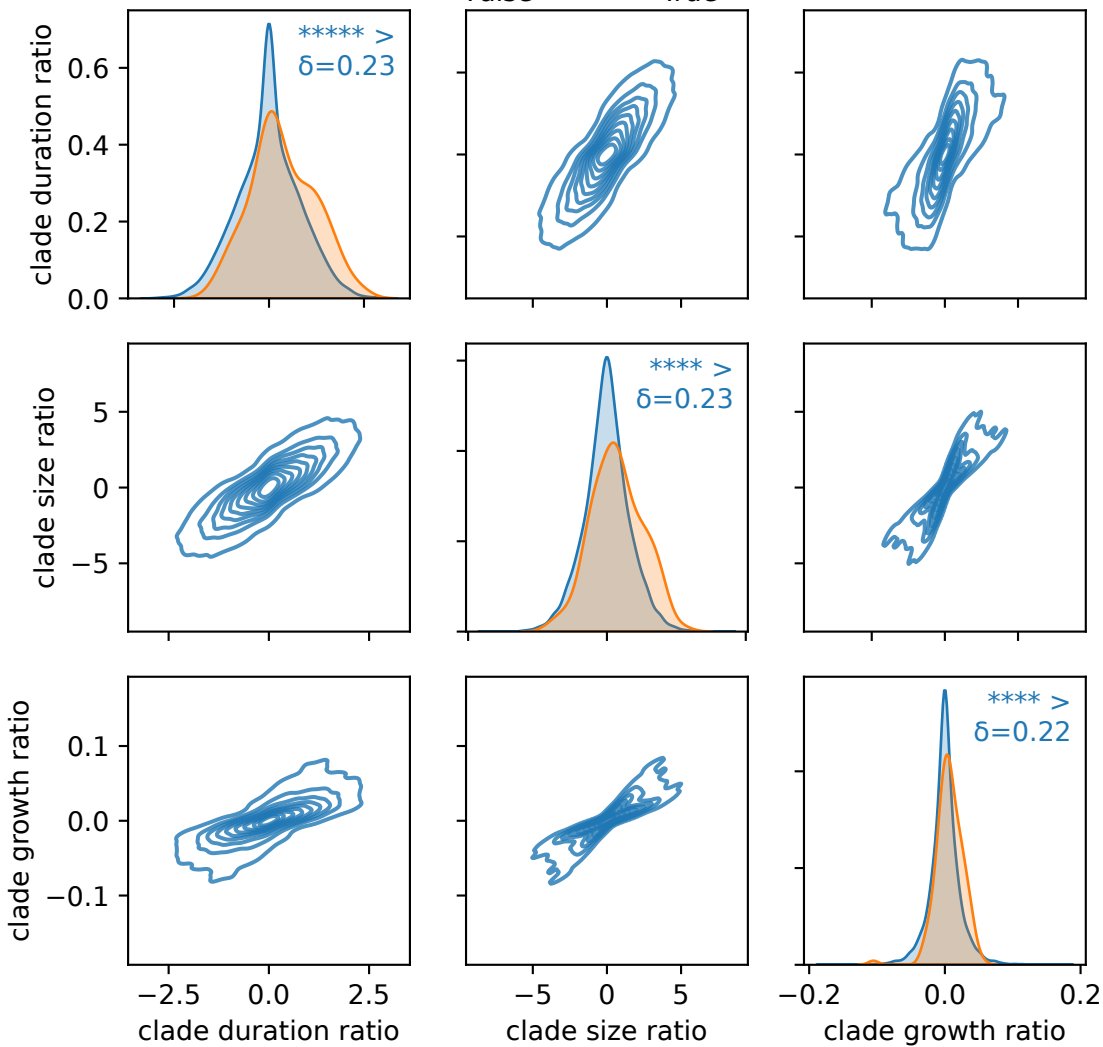 clade duration ratio
0.6
0.4
0.2
0.0
***** >
δ=0.23
clade size ratio
5
0
−5
**** >
δ=0.23
clade growth ratio
0.1
0.0
−0.1
**** >
δ=0.22
−2.5 0.0 2.5
−5 0 5
−0.2 0.0 0.2
clade duration ratio
clade size ratio
clade growth ratio